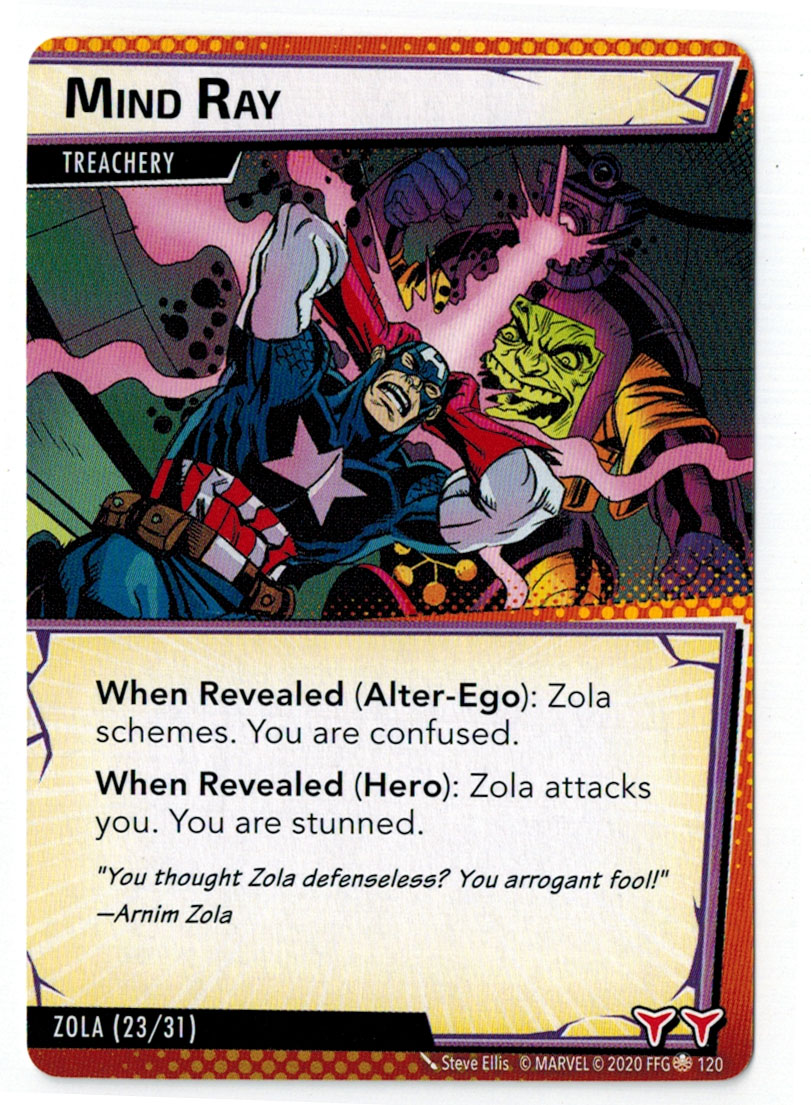 MIND RAY
TREACHERY
When Revealed (Alter-Ego): Zola
schemes. You are confused.
When Revealed (Hero): Zola attacks
you. You are stunned.
"You thought Zola defenseless? You arrogant fool!"
—Arnim Zola
ZOLA (23/31)
Steve Ellis © MARVEL © 2020 FFG 120